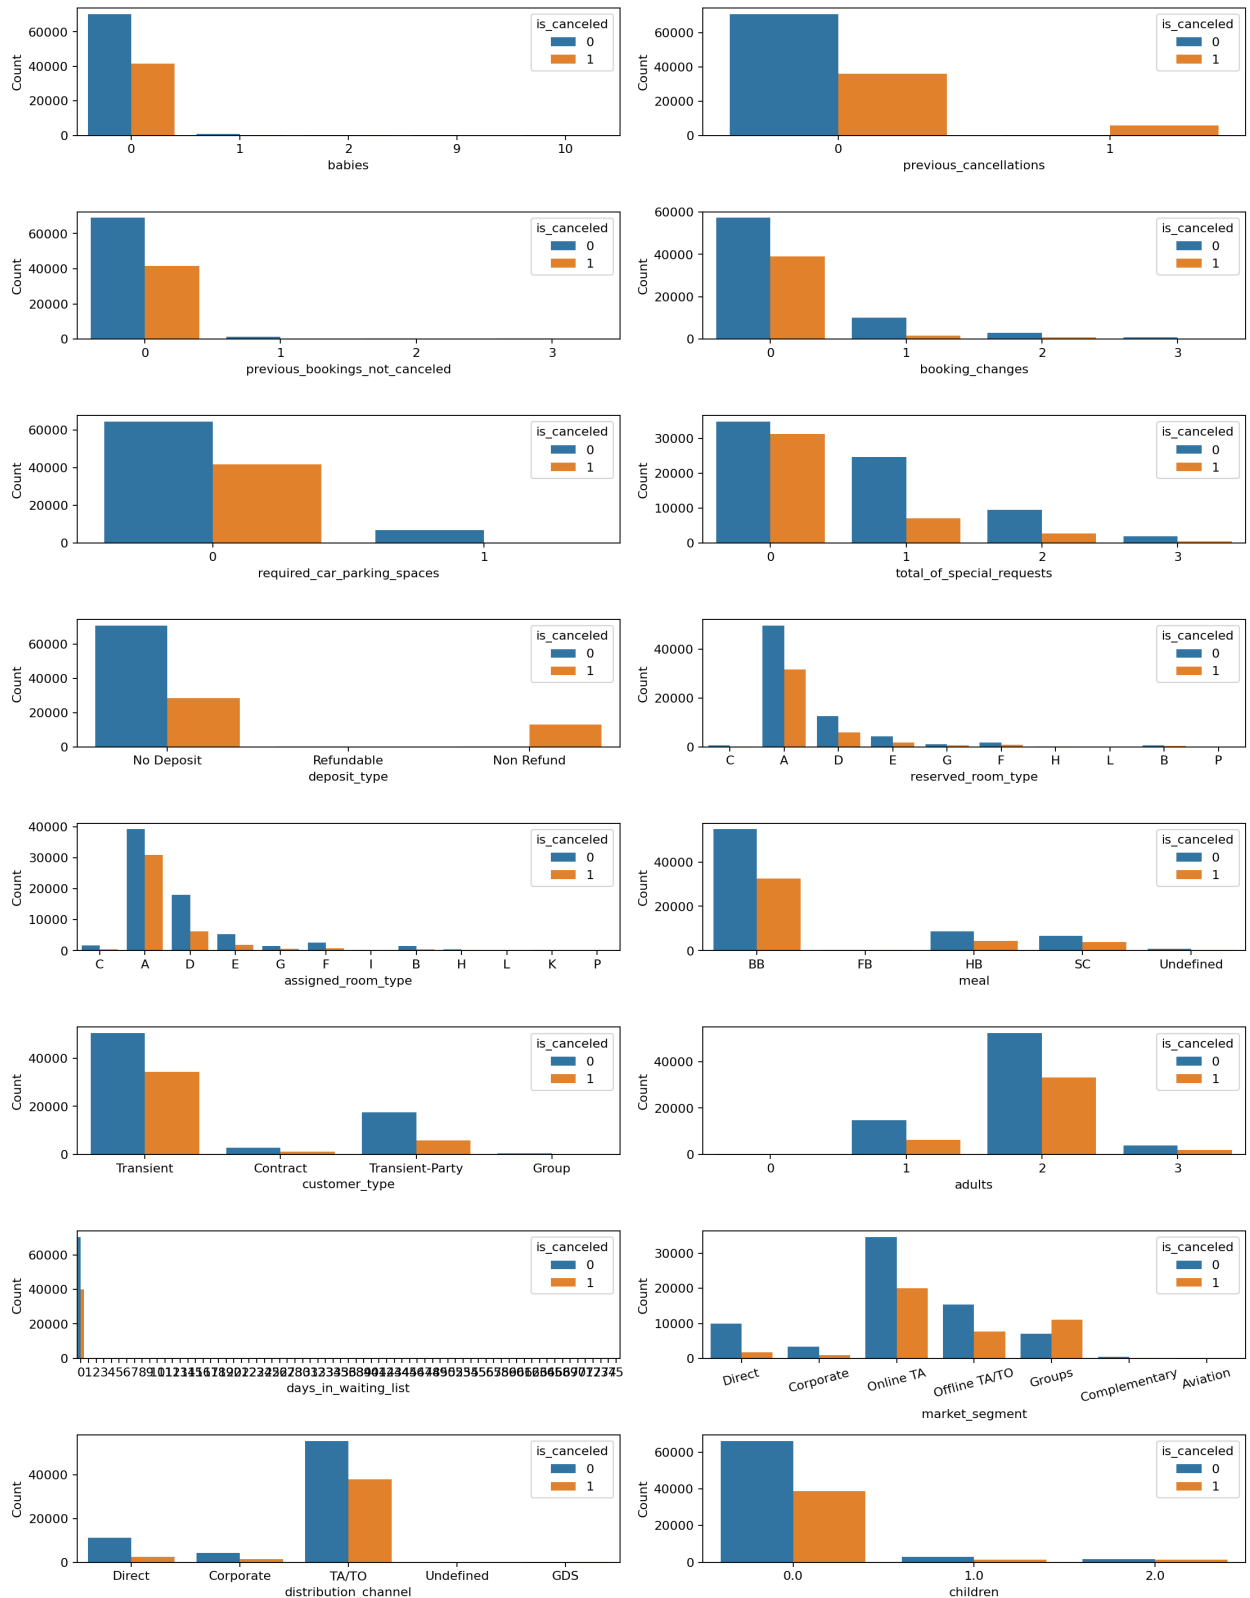 is_canceled
0
1
60000
40000
20000
0
Count
0 1 2 9 10
babies
is_canceled
0
1
60000
40000
20000
0
Count
0 1
previous_cancellations
is_canceled
0
1
60000
40000
20000
0
Count
0 1 2 3
previous_bookings_not_canceled
is_canceled
0
1
60000
40000
20000
0
Count
0 1 2 3
booking_changes
is_canceled
0
1
60000
40000
20000
0
Count
0 1
required_car_parking_spaces
is_canceled
0
1
30000
20000
10000
0
Count
0 1 2 3
total_of_special_requests
is_canceled
0
1
60000
40000
20000
0
Count
No Deposit Refundable Non Refund
deposit_type
is_canceled
0
1
40000
20000
0
Count
C A D E G F H L B P
reserved_room_type
is_canceled
0
1
40000
30000
20000
10000
0
Count
C A D E G F I B H L K P
assigned_room_type
is_canceled
0
1
40000
20000
0
Count
BB FB HB SC Undefined
meal
is_canceled
0
1
40000
20000
0
Count
Transient Contract Transient-Party Group
customer_type
is_canceled
0
1
40000
20000
0
Count
0 1 2 3
adults
is_canceled
0
1
60000
40000
20000
0
Count
0 1 2 3 4 5 6 7 8 9
days_in_waiting_list
is_canceled
0
1
30000
20000
10000
0
Count
Direct Corporate Online TA Offline TA/TO Groups Complementary Aviation
market_segment
is_canceled
0
1
40000
20000
0
Count
Direct Corporate TA/TO Undefined GDS
distribution_channel
is_canceled
0
1
60000
40000
20000
0
Count
0.0 1.0 2.0
children